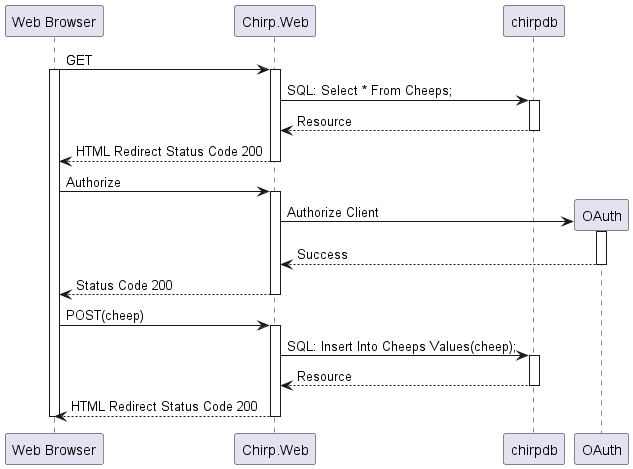 Web Browser Chirp.Web chirpdb
GET
SQL: Select * From Cheeps;
Resource
HTML Redirect Status Code 200
Authorize
OAuth
Authorize Client
Success
Status Code 200
POST(cheep)
SQL: Insert Into Cheeps Values(cheep);
Resource
HTML Redirect Status Code 200
Web Browser Chirp.Web chirpdb OAuth